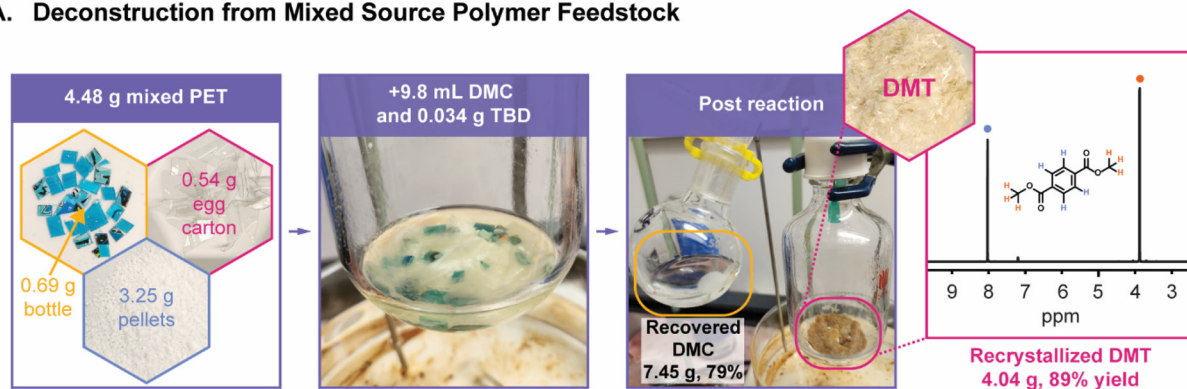 A. Deconstruction from Mixed Source Polymer Feedstock
4.48 g mixed PET
0.54 g
egg
carton
0.69 g
bottle
3.25 g
pellets
+9.8 mL DMC
and 0.034 g TBD
Post reaction
Recovered
DMC
7.45 g, 79%
DMT
H H
O
O
H
H
H
H
O
O
H
H
H H
9 8 7 6 5 4 3
ppm
Recrystallized DMT
4.04 g, 89% yield